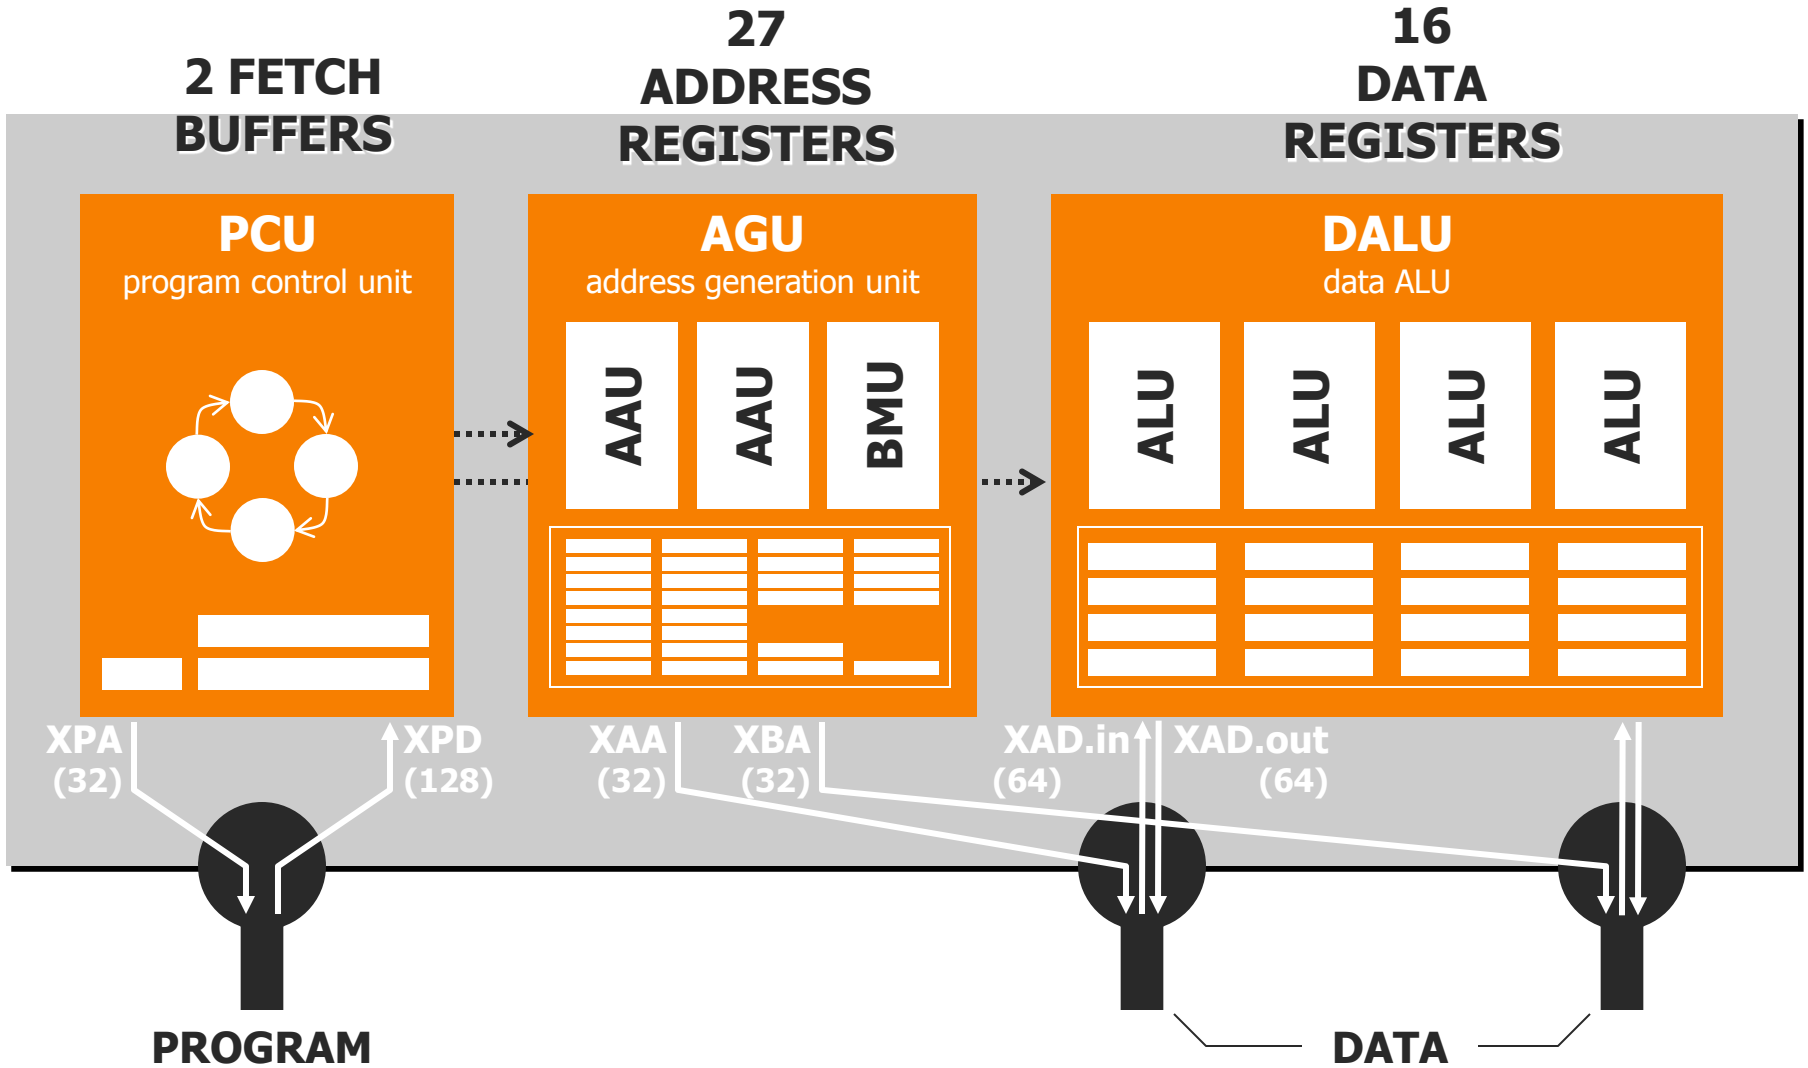 2 FETCH
BUFFERS
27
ADDRESS
REGISTERS
16
DATA
REGISTERS
PCU
program control unit
AGU
address generation unit
AAU
AAU
BMU
DALU
data ALU
ALU
ALU
ALU
ALU
XPA
(32)
XPD
(128)
XAA
(32)
XBA
(32)
XAD.in
(64)
XAD.out
(64)
PROGRAM
DATA